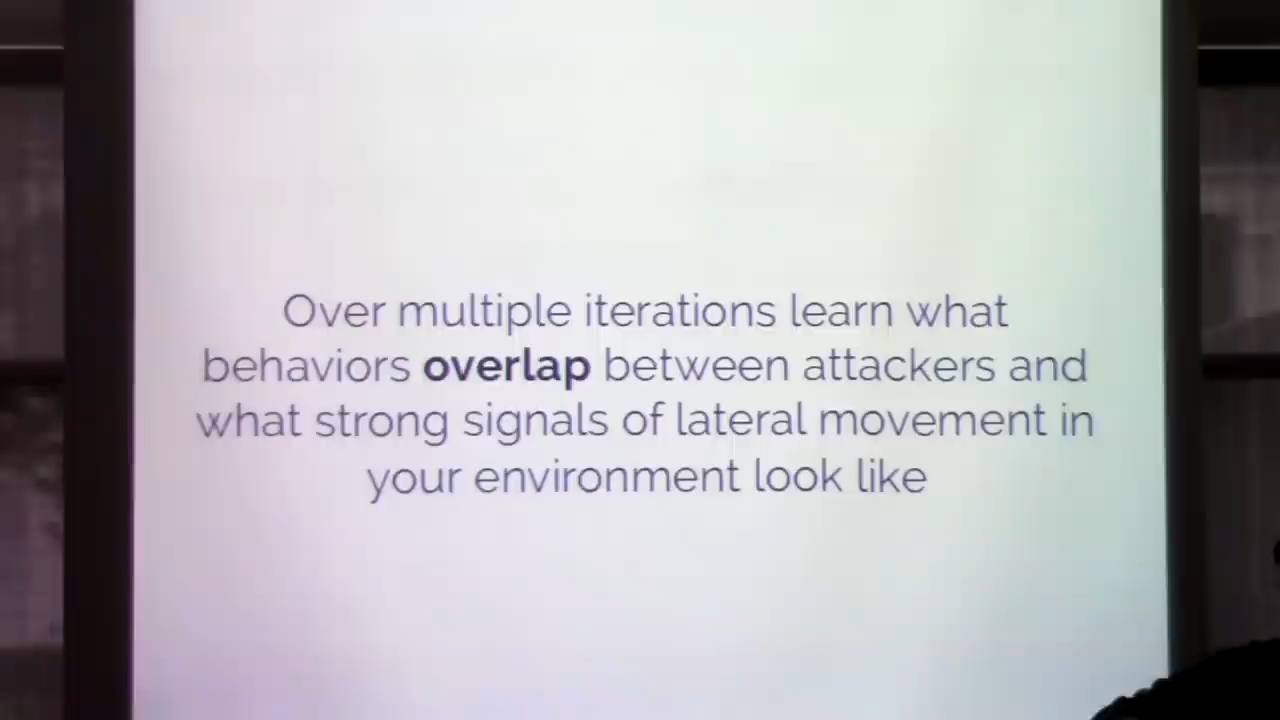 Over multiple iterations learn what
behaviors overlap between attackers and
what strong signals of lateral movement in
your environment look like